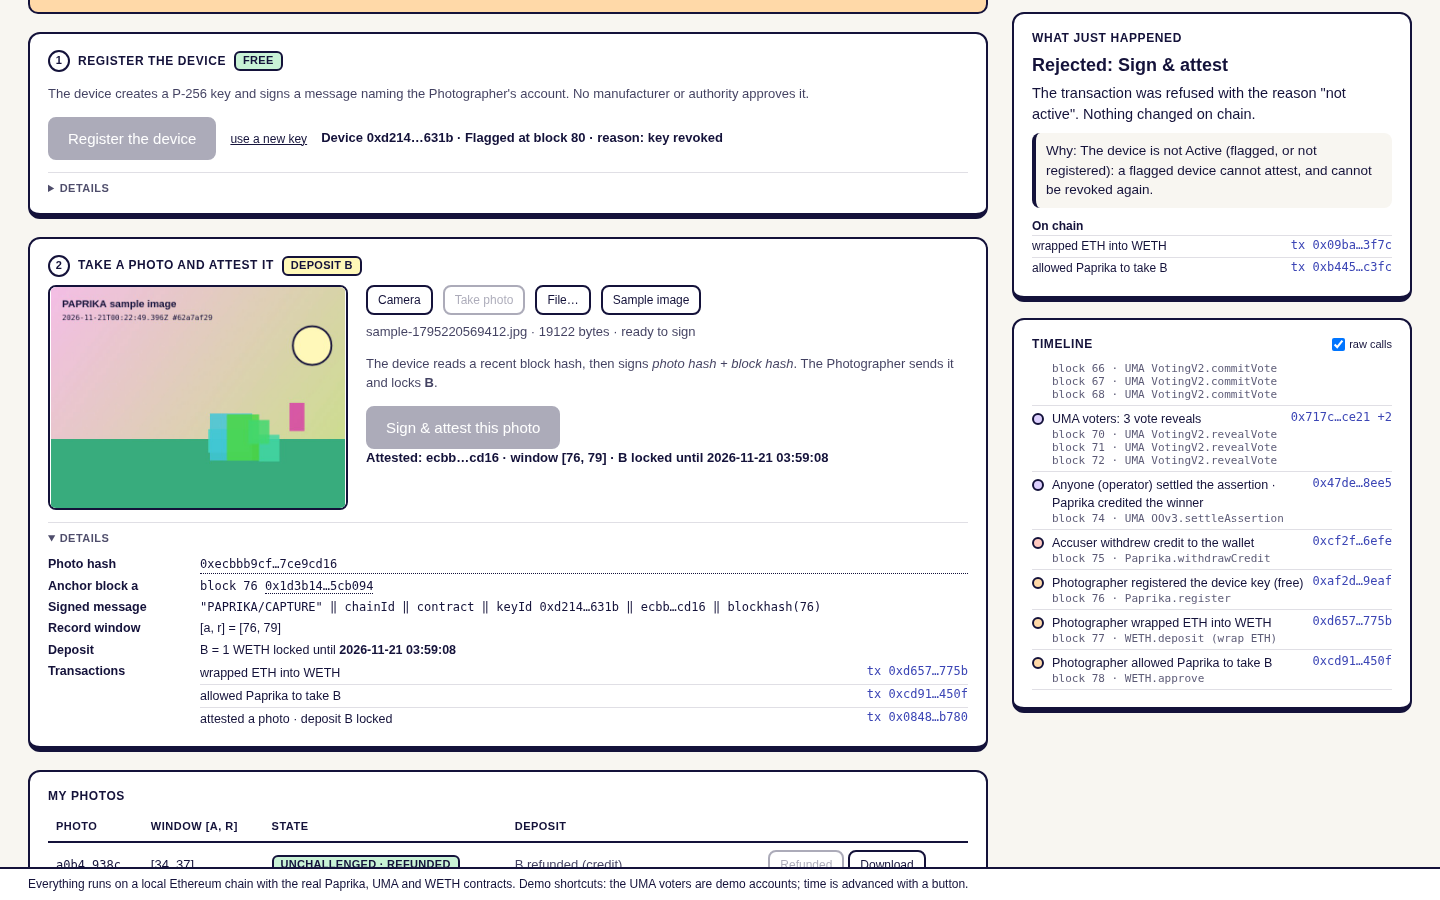 1 REGISTER THE DEVICE FREE
The device creates a P-256 key and signs a message naming the Photographer's account. No manufacturer or authority approves it.
Register the device use a new key Device 0xd214…631b · Flagged at block 80 · reason: key revoked
▶ DETAILS
2 TAKE A PHOTO AND ATTEST IT DEPOSIT B
PAPRIKA sample image
2026-11-21T00:22:49.396Z #62a7af29
Camera Take photo File… Sample image
sample-1795220569412.jpg · 19122 bytes · ready to sign
The device reads a recent block hash, then signs photo hash + block hash. The Photographer sends it
and locks B.
Sign & attest this photo
Attested: ecbb…cd16 · window [76, 79] · B locked until 2026-11-21 03:59:08
▼ DETAILS
Photo hash 0xecbbb9cf…7ce9cd16
Anchor block a block 76 0x1d3b14…5cb094
Signed message "PAPRIKA/CAPTURE" ‖ chainId ‖ contract ‖ keyId 0xd214…631b ‖ ecbb…cd16 ‖ blockhash(76)
Record window [a, r] = [76, 79]
Deposit B = 1 WETH locked until 2026-11-21 03:59:08
Transactions wrapped ETH into WETH tx 0xd657…775b
allowed Paprika to take B tx 0xcd91…450f
attested a photo · deposit B locked tx 0x0848…b780
MY PHOTOS
PHOTO WINDOW [A, R] STATE DEPOSIT
a0b4…938c [34, 37] UNCHALLENGED · REFUNDED B refunded (credit) Refunded Download
WHAT JUST HAPPENED
Rejected: Sign & attest
The transaction was refused with the reason "not
active". Nothing changed on chain.
Why: The device is not Active (flagged, or not
registered): a flagged device cannot attest, and cannot
be revoked again.
On chain
wrapped ETH into WETH tx 0x09ba…3f7c
allowed Paprika to take B tx 0xb445…c3fc
TIMELINE raw calls
block 66 · UMA VotingV2.commitVote
block 67 · UMA VotingV2.commitVote
block 68 · UMA VotingV2.commitVote
UMA voters: 3 vote reveals 0x717c…ce21 +2
block 70 · UMA VotingV2.revealVote
block 71 · UMA VotingV2.revealVote
block 72 · UMA VotingV2.revealVote
Anyone (operator) settled the assertion · 0x47de…8ee5
Paprika credited the winner
block 74 · UMA OOv3.settleAssertion
Accuser withdrew credit to the wallet 0xcf2f…6efe
block 75 · Paprika.withdrawCredit
Photographer registered the device key (free) 0xaf2d…9eaf
block 76 · Paprika.register
Photographer wrapped ETH into WETH 0xd657…775b
block 77 · WETH.deposit (wrap ETH)
Photographer allowed Paprika to take B 0xcd91…450f
block 78 · WETH.approve
Everything runs on a local Ethereum chain with the real Paprika, UMA and WETH contracts. Demo shortcuts: the UMA voters are demo accounts; time is advanced with a button.